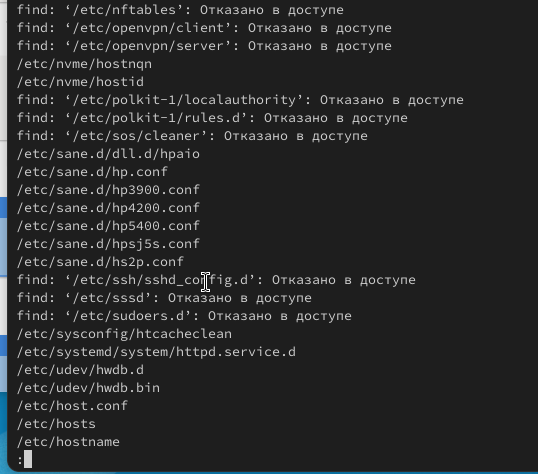 find: ‘/etc/nftables’: Отказано в доступе
find: ‘/etc/openvpn/client’: Отказано в доступе
find: ‘/etc/openvpn/server’: Отказано в доступе
/etc/nvme/hostnqn
/etc/nvme/hostid
find: ‘/etc/polkit-1/localauthority’: Отказано в доступе
find: ‘/etc/polkit-1/rules.d’: Отказано в доступе
find: ‘/etc/sos/cleaner’: Отказано в доступе
/etc/sane.d/dll.d/hpaio
/etc/sane.d/hp.conf
/etc/sane.d/hp3900.conf
/etc/sane.d/hp4200.conf
/etc/sane.d/hp5400.conf
/etc/sane.d/hpsj5s.conf
/etc/sane.d/hs2p.conf
find: ‘/etc/ssh/sshd_config.d’: Отказано в доступе
find: ‘/etc/sssd’: Отказано в доступе
find: ‘/etc/sudoers.d’: Отказано в доступе
/etc/sysconfig/htcacheclean
/etc/systemd/system/httpd.service.d
/etc/udev/hwdb.d
/etc/udev/hwdb.bin
/etc/host.conf
/etc/hosts
/etc/hostname
: